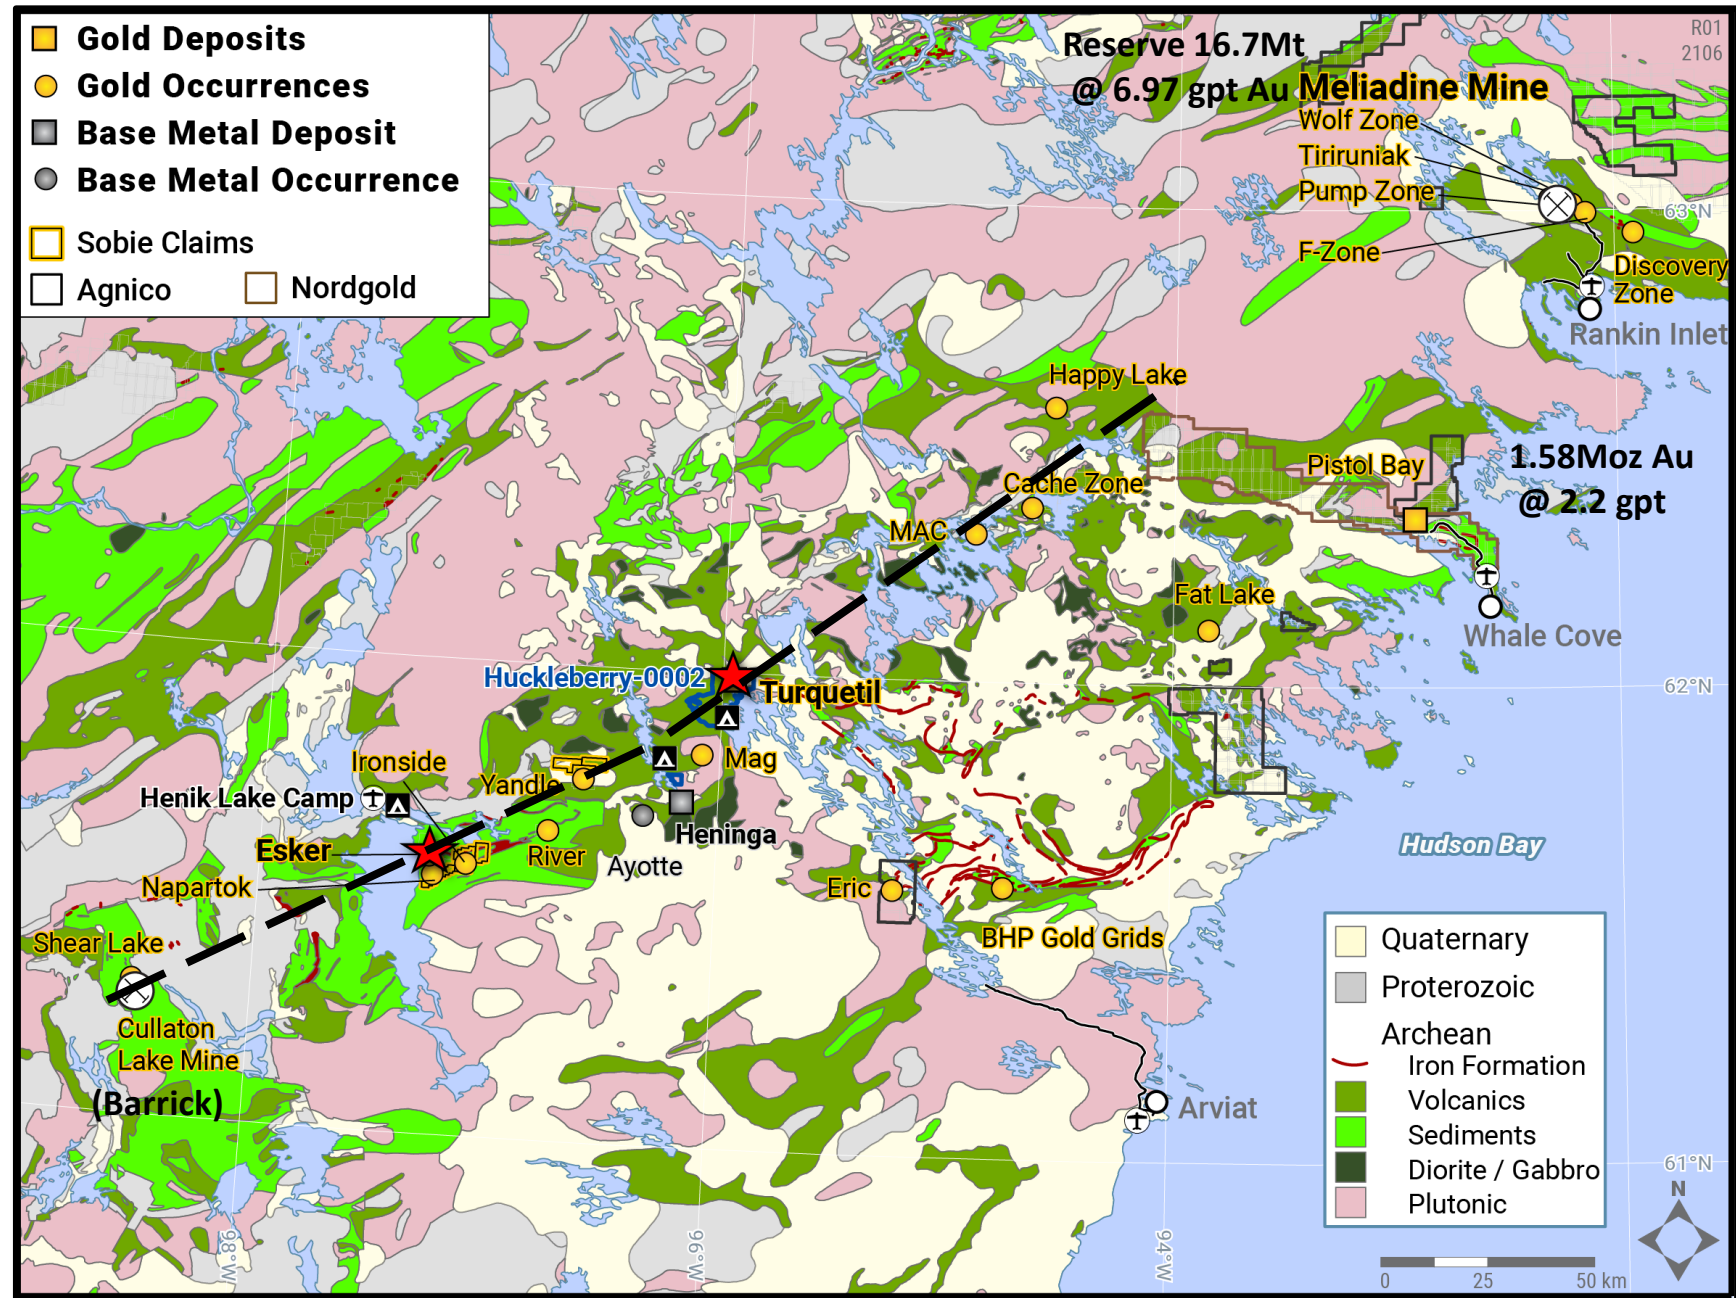 Gold Deposits
Gold Occurrences
Base Metal Deposit
Base Metal Occurrence
Sobie Claims
Agnico
Nordgold
R01
2106
Reserve 16.7Mt
@ 6.97 gpt Au
Meliadine Mine
Wolf Zone
Tiriruniak
Pump Zone
F-Zone
63°N
Discovery
Zone
Rankin Inlet
Happy Lake
Cache Zone
MAC
Pistol Bay
1.58Moz Au
@ 2.2 gpt
Fat Lake
Whale Cove
Huckleberry-0002
Turquetil
62°N
Ironside
Yandle
Mag
Henik Lake Camp
Esker
River
Heninga
Ayotte
Napartok
Eric
Hudson Bay
Shear Lake
BHP Gold Grids
Cullaton
Lake Mine
(Barrick)
Arviat
Quaternary
Proterozoic
Archean
Iron Formation
Volcanics
Sediments
Diorite / Gabbro
Plutonic
61°N
N
98°W
96°W
94°W
0 25 50 km